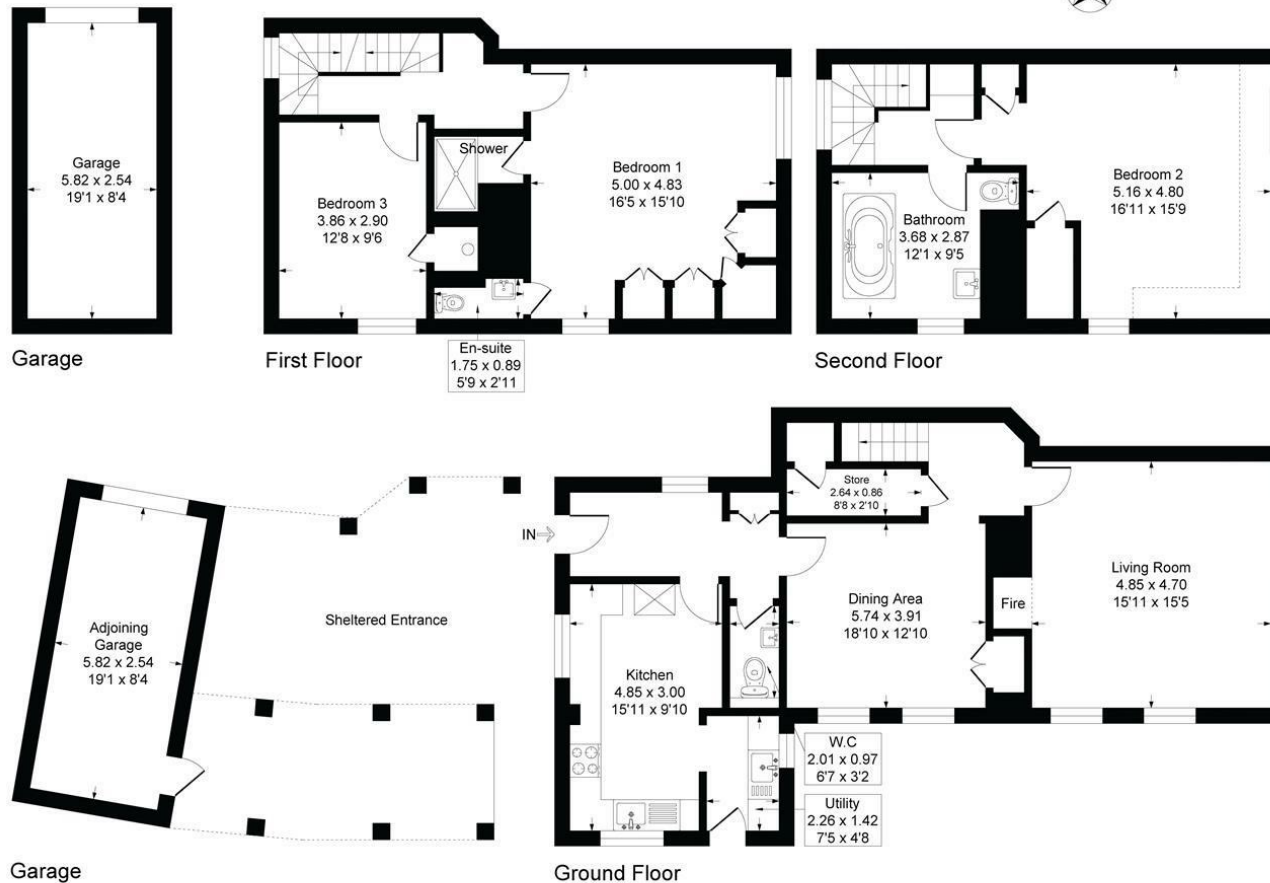 Garage
5.82 x 2.54
19'1 x 8'4
Garage
Shower
Bedroom 1
5.00 x 4.83
16'5 x 15'10
Bedroom 3
3.86 x 2.90
12'8 x 9'6
En-suite
1.75 x 0.89
5'9 x 2'11
First Floor
Bedroom 2
5.16 x 4.80
16'11 x 15'9
Bathroom
3.68 x 2.87
12'1 x 9'5
Second Floor
Adjoining
Garage
5.82 x 2.54
19'1 x 8'4
Sheltered Entrance
Garage
IN
Store
2.64 x 0.86
8'8 x 2'10
Living Room
4.85 x 4.70
15'11 x 15'5
Fire
Dining Area
5.74 x 3.91
18'10 x 12'10
Kitchen
4.85 x 3.00
15'11 x 9'10
W.C
2.01 x 0.97
6'7 x 3'2
Utility
2.26 x 1.42
7'5 x 4'8
Ground Floor